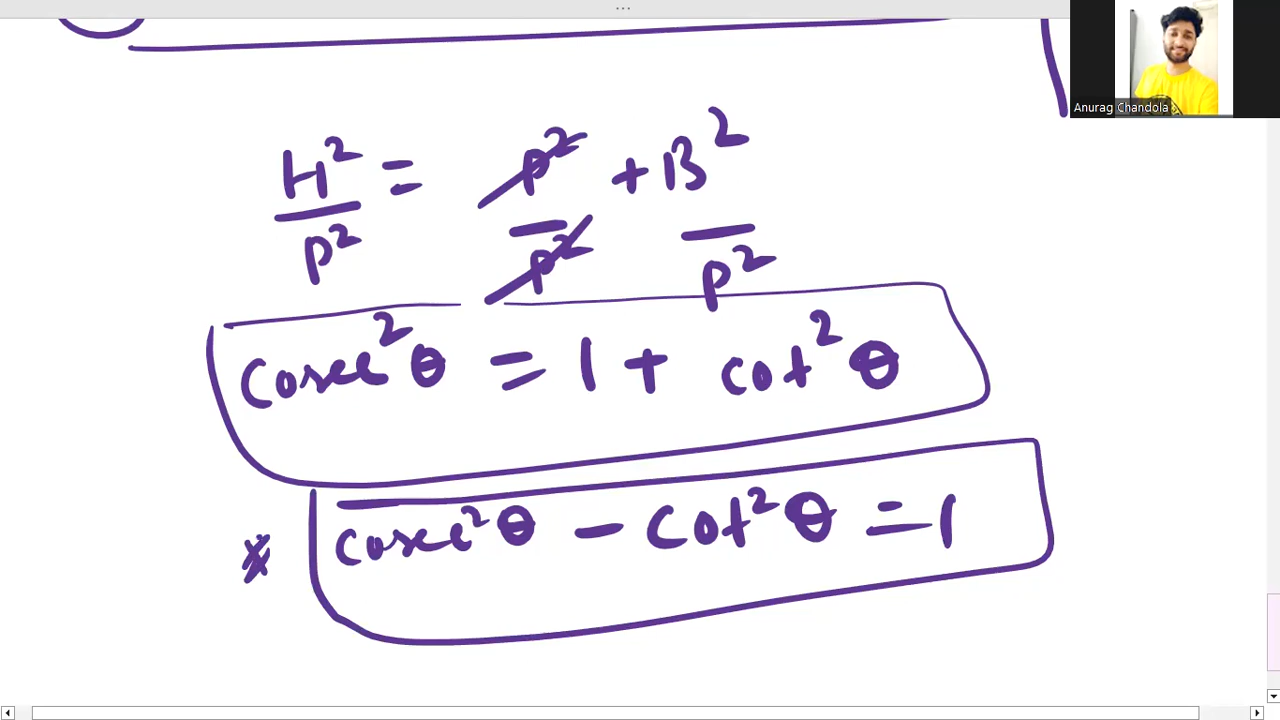 ...
Anurag Chandola
H² = P² + B²
P² P² P²
Cosec²θ = 1 + cot²θ
* Cosec²θ - Cot²θ = 1